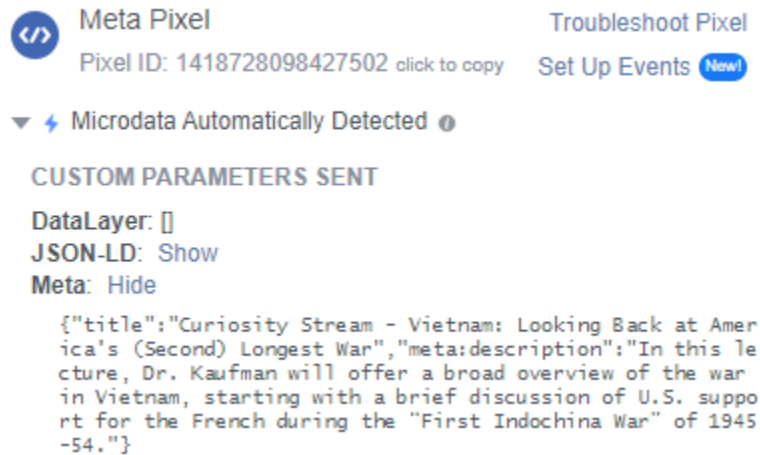 </>
Meta Pixel
Troubleshoot Pixel
Pixel ID: 1418728098427502 click to copy
Set Up Events New!
Microdata Automatically Detected
CUSTOM PARAMETERS SENT
DataLayer: []
JSON-LD: Show
Meta: Hide
{"title":"Curiosity Stream - Vietnam: Looking Back at Amer
ica's (Second) Longest War","meta:description":"In this le
cture, Dr. Kaufman will offer a broad overview of the war
in Vietnam, starting with a brief discussion of U.S. suppo
rt for the French during the “First Indochina War” of 1945
-54."}